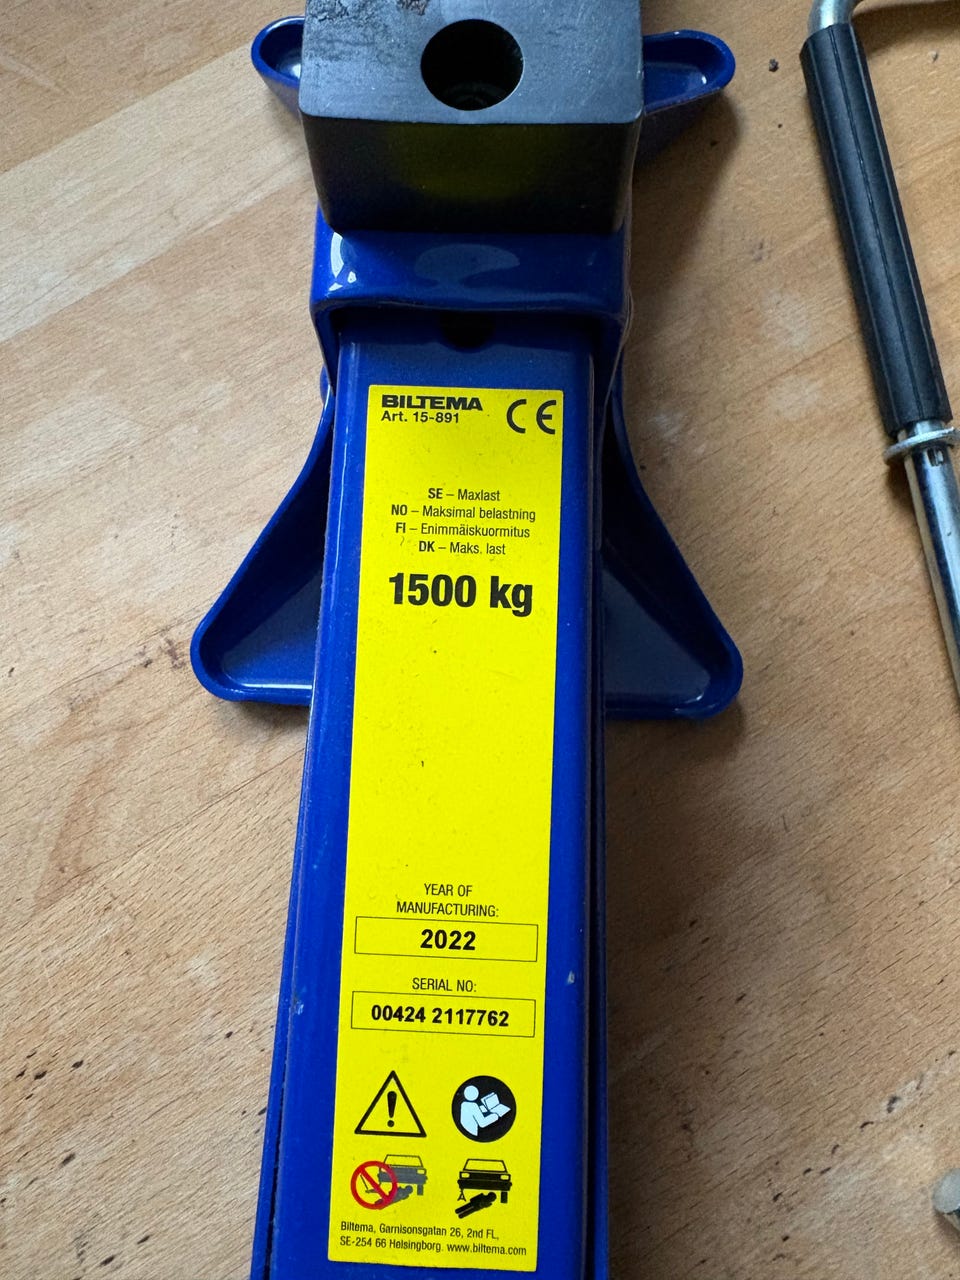 BILTEMA
Art. 15-891
CE
SE – Maxlast
NO – Maksimal belastning
FI – Enimmäiskuormitus
DK – Maks. last
1500 kg
YEAR OF
MANUFACTURING:
2022
SERIAL NO:
00424 2117762
Biltema, Garnisonsgatan 26, 2nd FL,
SE-254 66 Helsingborg. www.biltema.com